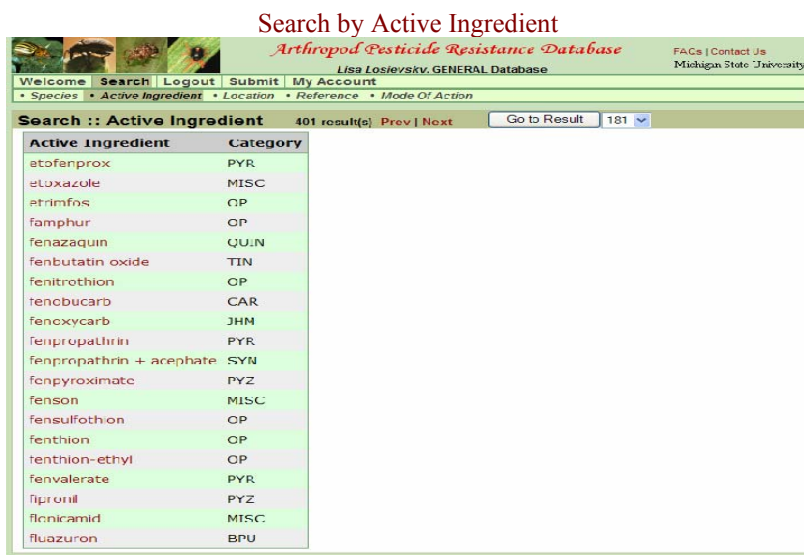 Search by Active Ingredient
Arthropod Pesticide Resistance Database
Lisa Losievsky. GENERAL Database
FAQs | Contact Us
Michigan State University
Welcome Search Logout Submit My Account
• Species • Active Ingredient • Location • Reference • Mode Of Action
Search :: Active Ingredient 401 result(s) Prev | Next Go to Result 181
Active Ingredient Category
etofenprox PYR
etoxazole MISC
etrimfos OP
famphur OP
fenazaquin QUIN
fenbutatin oxide TIN
fenitrothion OP
fenobucarb CAR
fenoxycarb JHM
fenpropathrin PYR
fenpropathrin + acephate SYN
fenpyroximate PYZ
fenson MISC
fensulfothion OP
fenthion OP
fenthion-ethyl OP
fenvalerate PYR
fipronil PYZ
flonicamid MISC
fluazuron BPU